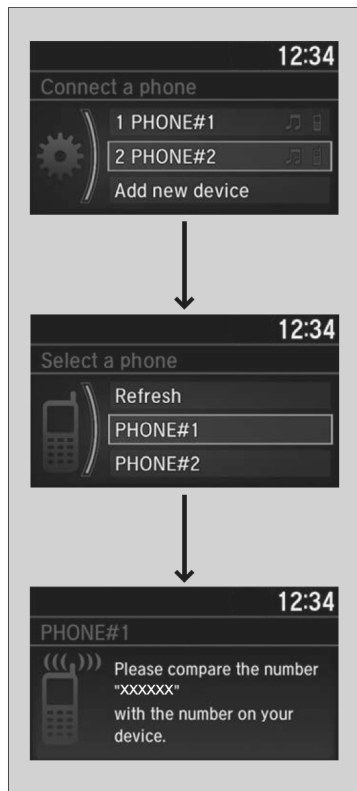 12:34
Connect a phone
1 PHONE#1
2 PHONE#2
Add new device
12:34
Select a phone
Refresh
PHONE#1
PHONE#2
12:34
PHONE#1
Please compare the number
"XXXXXX"
with the number on your
device.